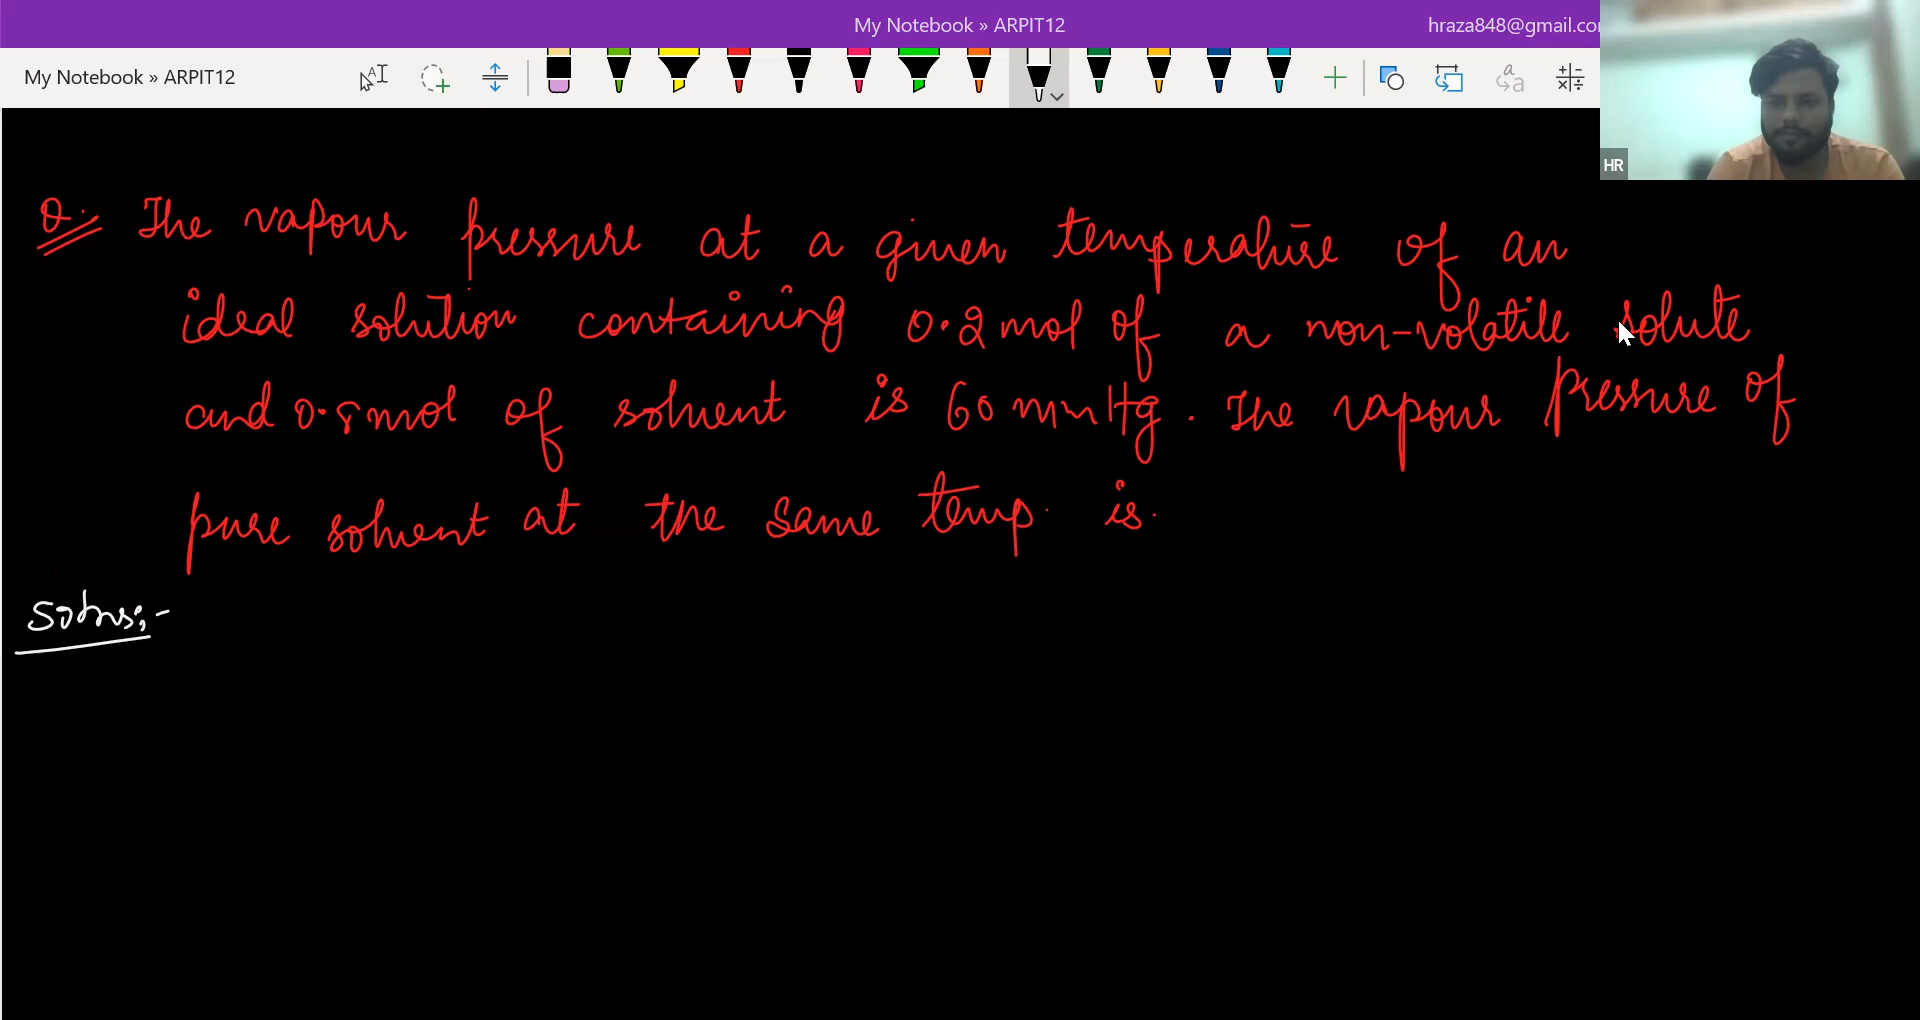 My Notebook » ARPIT12
hraza848@gmail.co
My Notebook » ARPIT12
HR
Q:- The vapour pressure at a given temperature of an
ideal solution containing 0.2 mol of a non-volatile solute
and 0.8 mol of solvent is 60 mm Hg. The vapour pressure of
pure solvent at the same temp. is.
Solns:-